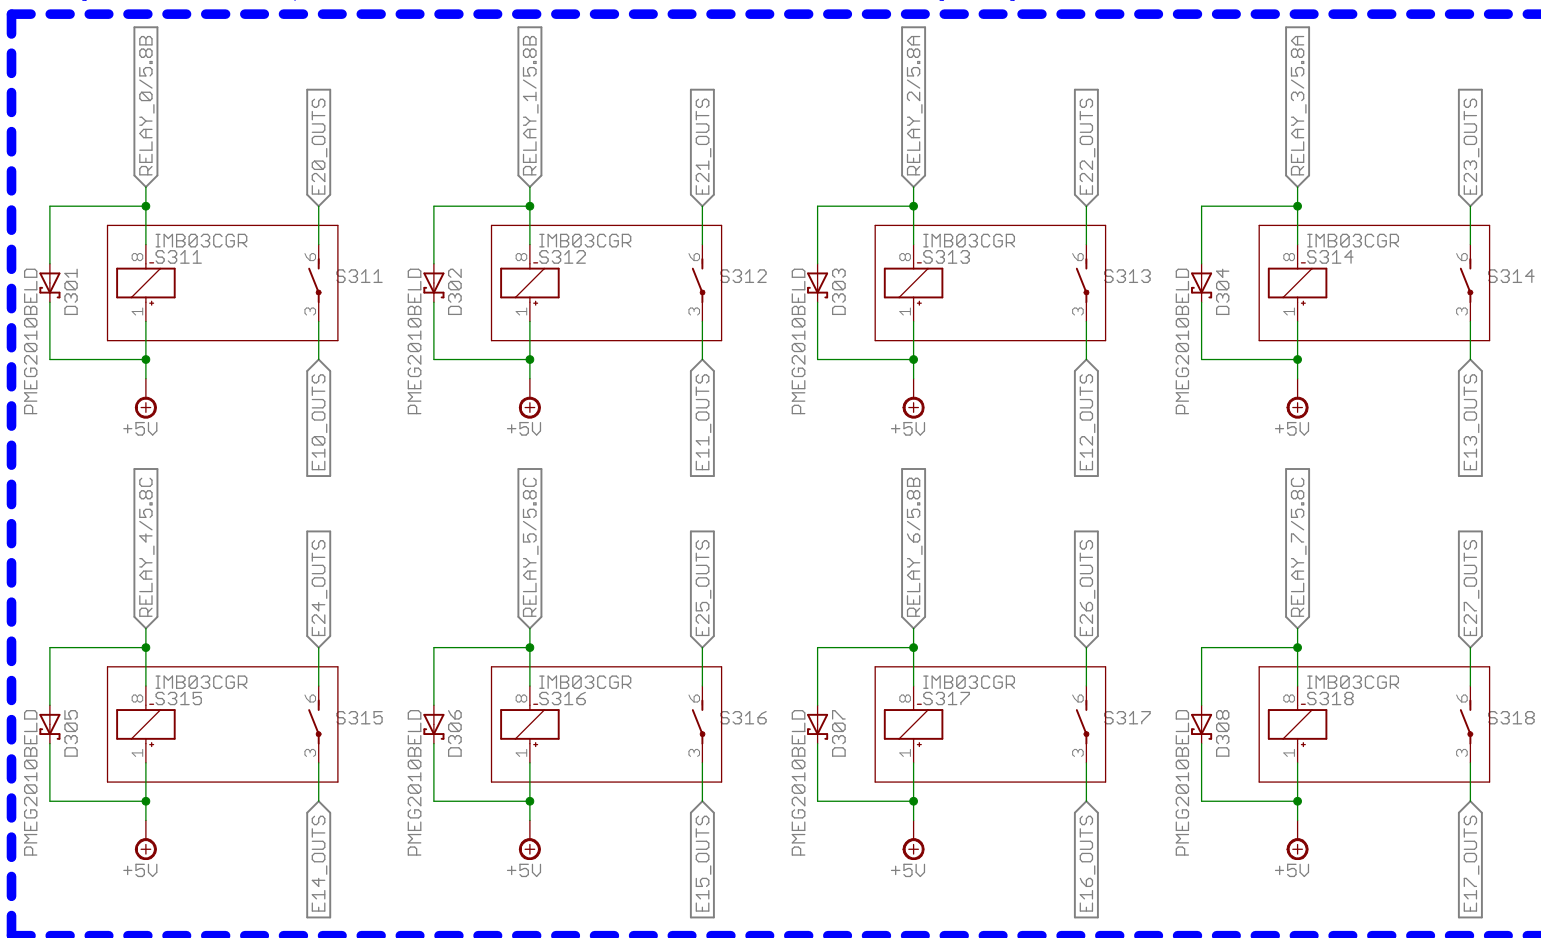 RELAY_0/5.8B
E20_OUTS
IMB03CGR
S311
8
-
6
S311
PMEG2010BELD
D301
1
+
3
+5V
E10_OUTS
RELAY_1/5.8B
E21_OUTS
IMB03CGR
S312
8
-
6
S312
PMEG2010BELD
D302
1
+
3
+5V
E11_OUTS
RELAY_2/5.8A
E22_OUTS
IMB03CGR
S313
8
-
6
S313
PMEG2010BELD
D303
1
+
3
+5V
E12_OUTS
RELAY_3/5.8A
E23_OUTS
IMB03CGR
S314
8
-
6
S314
PMEG2010BELD
D304
1
+
3
+5V
E13_OUTS
RELAY_4/5.8C
E24_OUTS
IMB03CGR
S315
8
-
6
S315
PMEG2010BELD
D305
1
+
3
+5V
E14_OUTS
RELAY_5/5.8C
E25_OUTS
IMB03CGR
S316
8
-
6
S316
PMEG2010BELD
D306
1
+
3
+5V
E15_OUTS
RELAY_6/5.8B
E26_OUTS
IMB03CGR
S317
8
-
6
S317
PMEG2010BELD
D307
1
+
3
+5V
E16_OUTS
RELAY_7/5.8C
E27_OUTS
IMB03CGR
S318
8
-
6
S318
PMEG2010BELD
D308
1
+
3
+5V
E17_OUTS